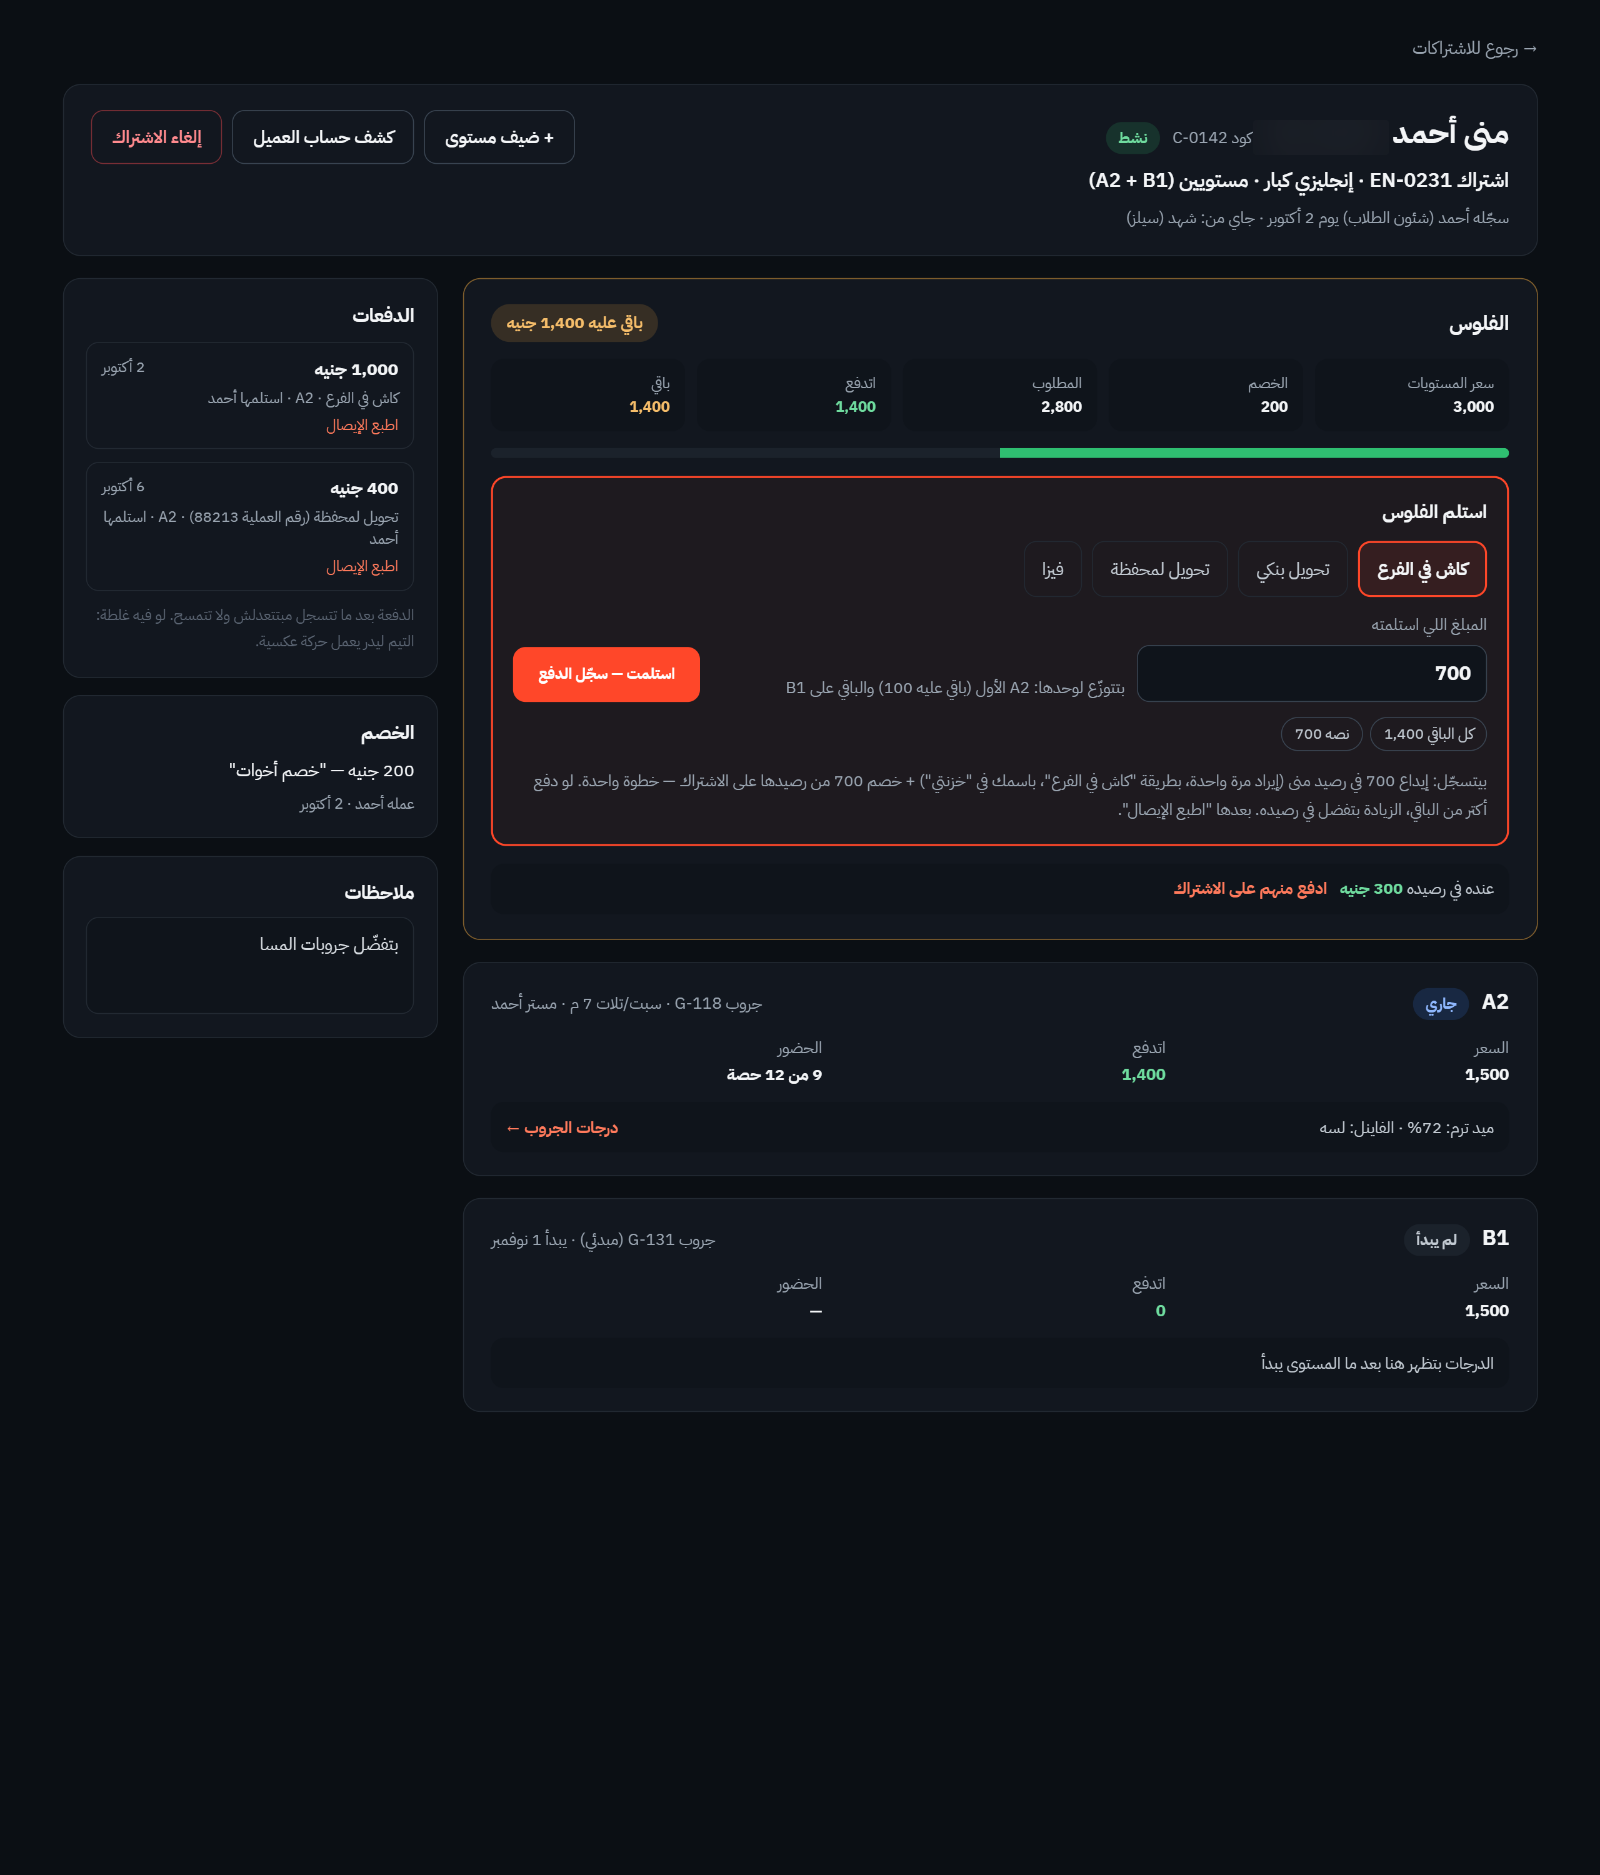 → رجوع للاشتراكات
منى أحمد كود C-0142 نشط
+ ضيف مستوى
كشف حساب العميل
إلغاء الاشتراك
اشتراك EN-0231 · إنجليزي كبار · مستويين (A2 + B1)
سجّله أحمد (شئون الطلاب) يوم 2 أكتوبر · جاي من: شهد (سيلز)
الفلوس
باقي عليه 1,400 جنيه
سعر المستويات
3,000
الخصم
200
المطلوب
2,800
اتدفع
1,400
باقي
1,400
استلم الفلوس
كاش في الفرع
تحويل بنكي
تحويل لمحفظة
فيزا
المبلغ اللي استلمته
700
بتتوزّع لوحدها: A2 الأول (باقي عليه 100) والباقي على B1
استلمت — سجّل الدفع
كل الباقي 1,400
نصه 700
بيتسجّل: إيداع 700 في رصيد منى (إيراد مرة واحدة، بطريقة "كاش في الفرع"، باسمك في "خزنتي") + خصم 700 من رصيدها على الاشتراك — خطوة واحدة. لو دفع
أكتر من الباقي، الزيادة بتفضل في رصيده. بعدها "اطبع الإيصال".
عنده في رصيده 300 جنيه ادفع منهم على الاشتراك
A2 جاري
جروب G-118 · سبت/تلات 7 م · مستر أحمد
السعر
1,500
اتدفع
1,400
الحضور
9 من 12 حصة
ميد ترم: 72% · الفاينل: لسه
درجات الجروب ←
B1 لم يبدأ
جروب G-131 (مبدئي) · يبدأ 1 نوفمبر
السعر
1,500
اتدفع
0
الحضور
—
الدرجات بتظهر هنا بعد ما المستوى يبدأ
الدفعات
1,000 جنيه
2 أكتوبر
كاش في الفرع · A2 · استلمها أحمد
اطبع الإيصال
400 جنيه
6 أكتوبر
تحويل لمحفظة (رقم العملية 88213) · A2 · استلمها
أحمد
اطبع الإيصال
الدفعة بعد ما تتسجل مبتتعدلش ولا تتمسح. لو فيه غلطة:
التيم ليدر يعمل حركة عكسية.
الخصم
200 جنيه — "خصم أخوات"
عمله أحمد · 2 أكتوبر
ملاحظات
بتفضّل جروبات المسا